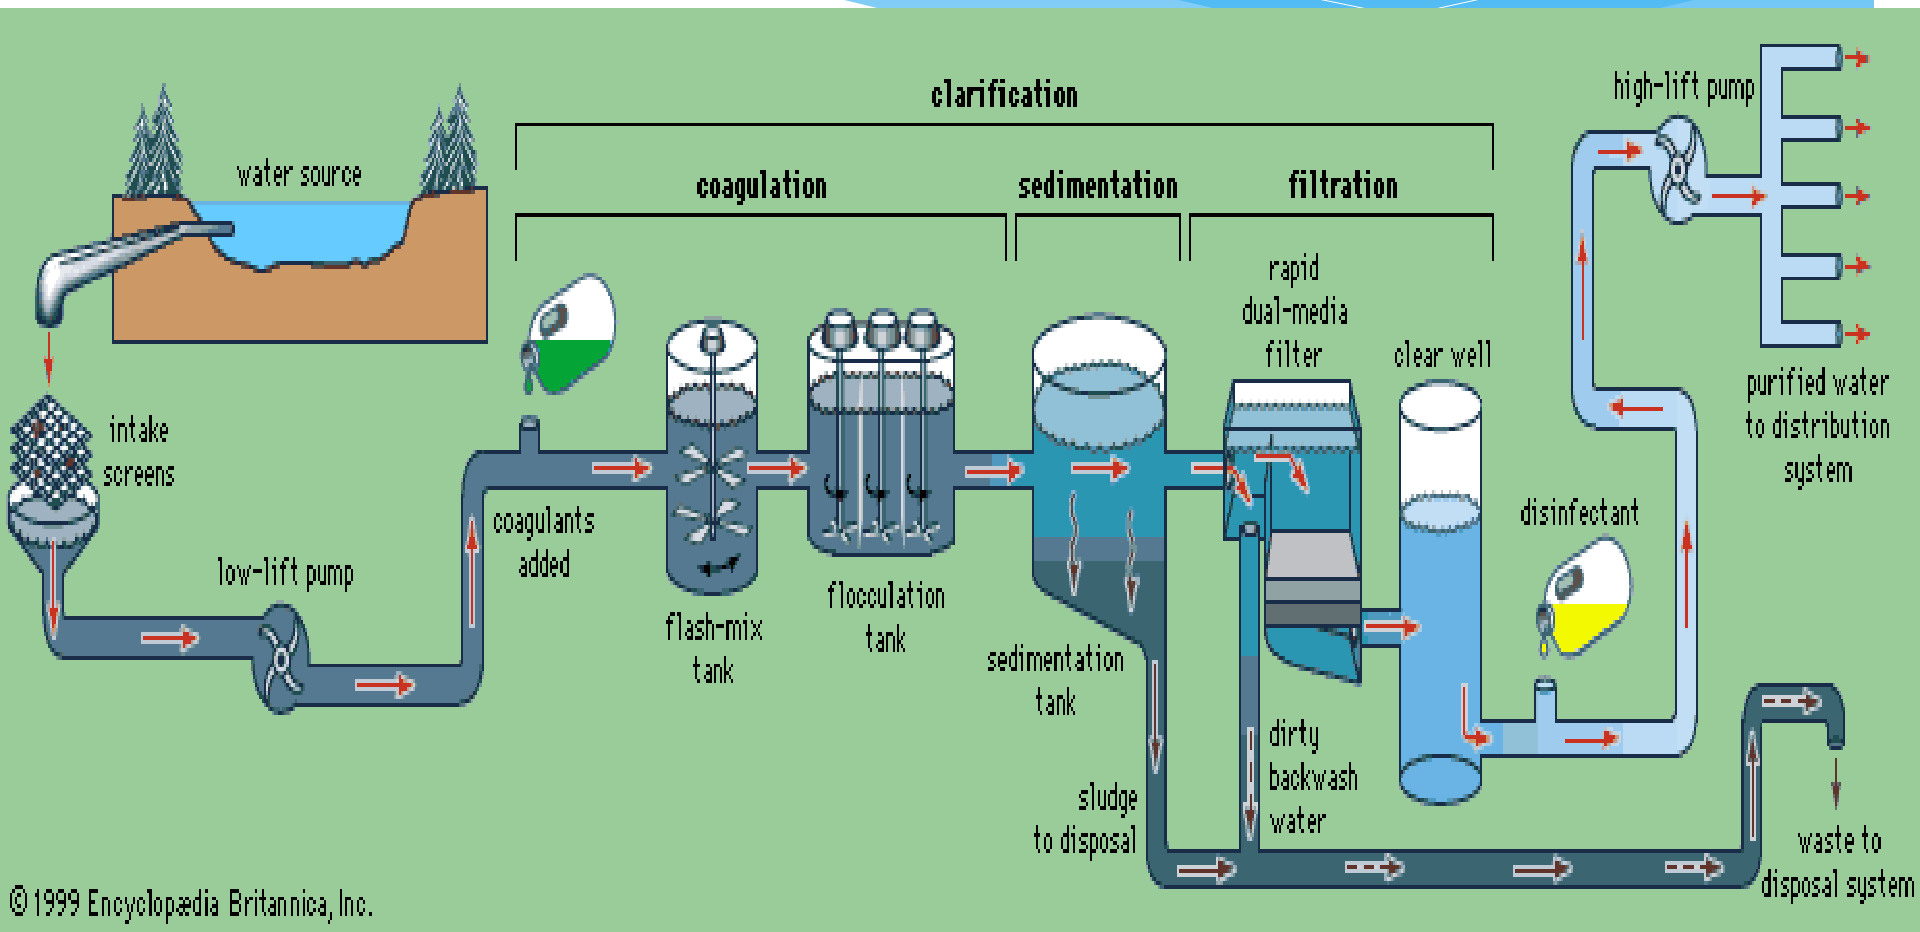 clarification
high-lift pump
water source
coagulation
sedimentation
filtration
rapid
dual-media
filter
clear well
purified water
to distribution
system
intake
screens
coagulants
added
disinfectant
low-lift pump
flocculation
tank
flash-mix
tank
sedimentation
tank
dirty
backwash
water
sludge
to disposal
waste to
disposal system
© 1999 Encyclopædia Britannica, Inc.